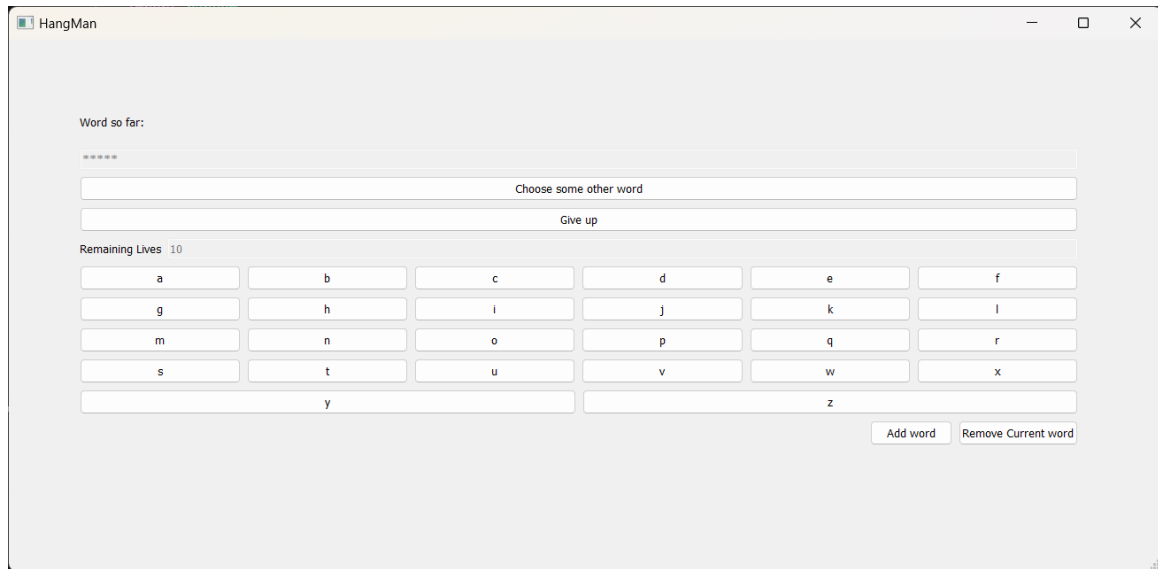 HangMan
Word so far:
*****
Choose some other word
Give up
Remaining Lives 10
a b c d e f
g h i j k l
m n o p q r
s t u v w x
y z
Add word Remove Current word